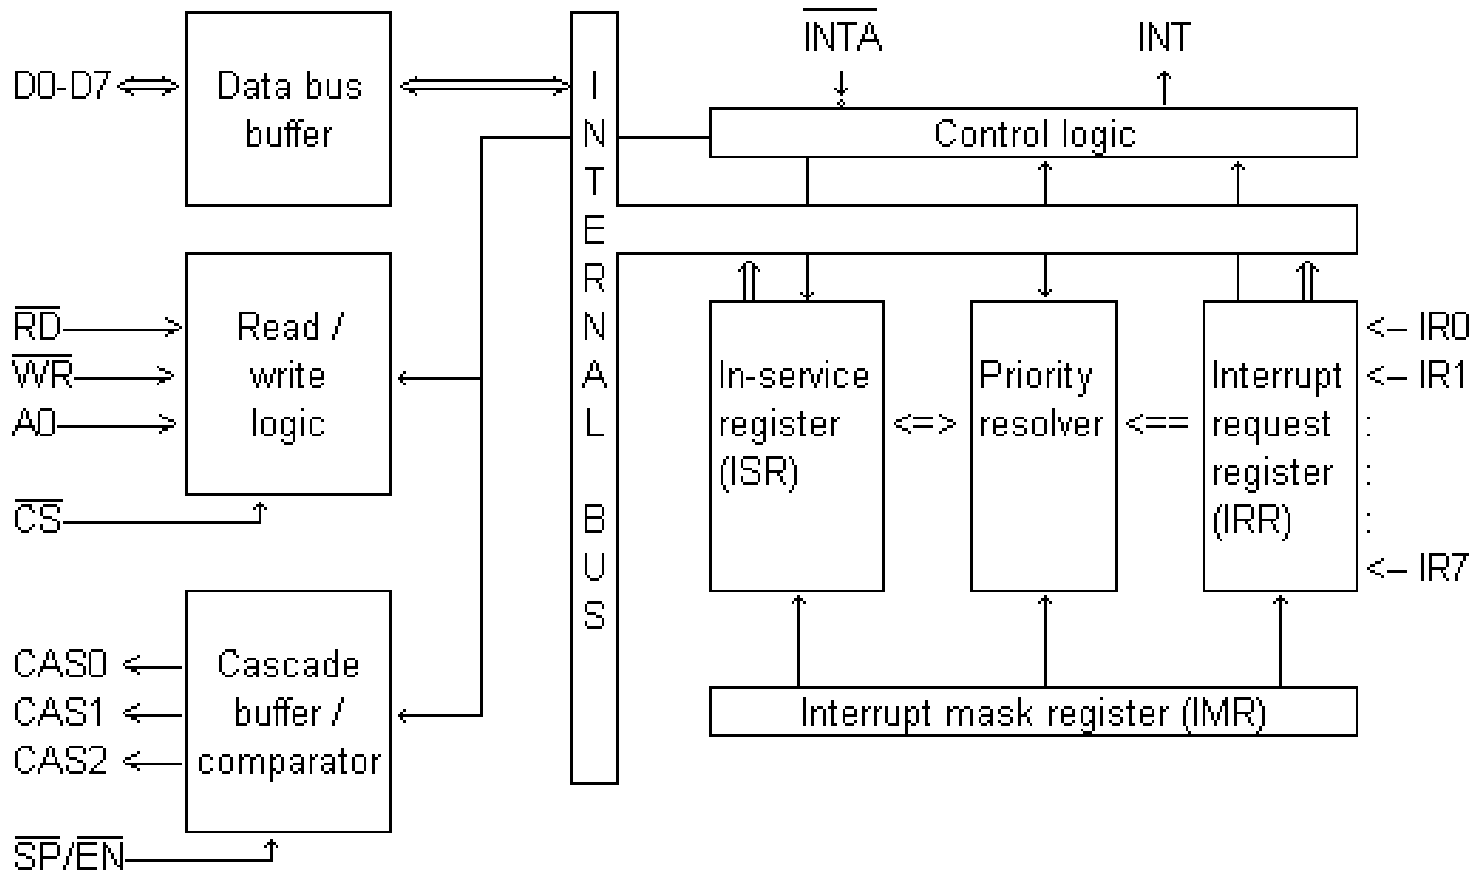 INTA
INT
D0-D7
Data bus
buffer
INTERNAL BUS
Control logic
RD
WR
A0
CS
Read /
write
logic
In-service
register
(ISR)
<=>
Priority
resolver
<==
Interrupt
request
register
(IRR)
<– IR0
<– IR1
:
:
:
<– IR7
CAS0
CAS1
CAS2
SP/EN
Cascade
buffer /
comparator
Interrupt mask register (IMR)